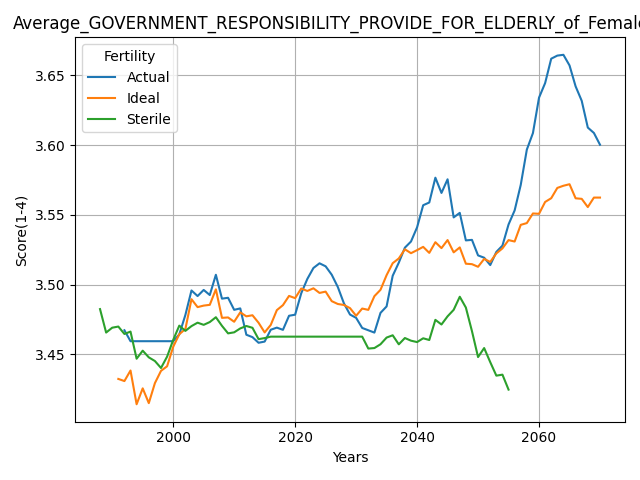 Average_GOVERNMENT_RESPONSIBILITY_PROVIDE_FOR_ELDERLY_of_Female
Fertility
Actual
Ideal
Sterile
3.65
3.60
3.55
3.50
3.45
Score(1-4)
2000 2020 2040 2060
Years